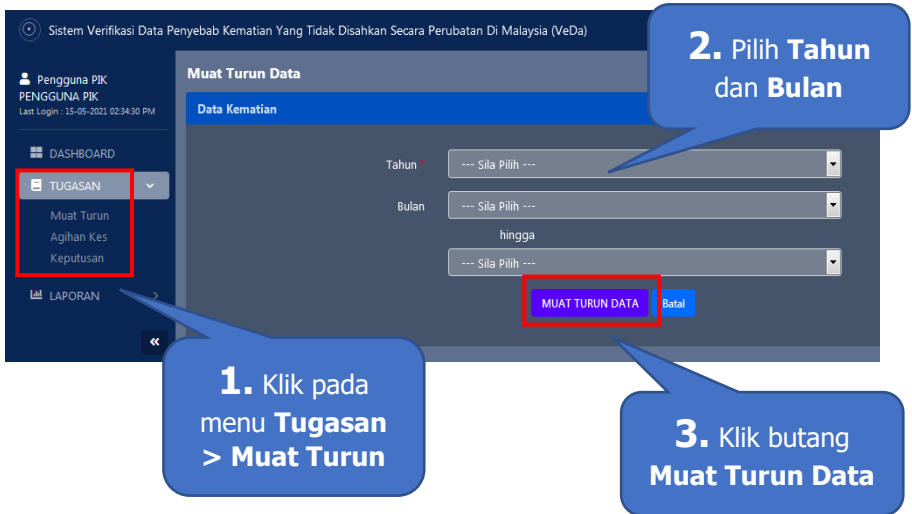 Sistem Verifikasi Data Penyebab Kematian Yang Tidak Disahkan Secara Perubatan Di Malaysia (VeDa)
Pengguna PIK
PENGGUNA PIK
Last Login : 15-05-2021 02:34:30 PM
DASHBOARD
TUGASAN
Muat Turun
Agihan Kes
Keputusan
LAPORAN
Muat Turun Data
Data Kematian
Tahun * --- Sila Pilih ---
Bulan --- Sila Pilih ---
hingga
--- Sila Pilih ---
MUAT TURUN DATA Batal
1. Klik pada
menu Tugasan
> Muat Turun
2. Pilih Tahun
dan Bulan
3. Klik butang
Muat Turun Data